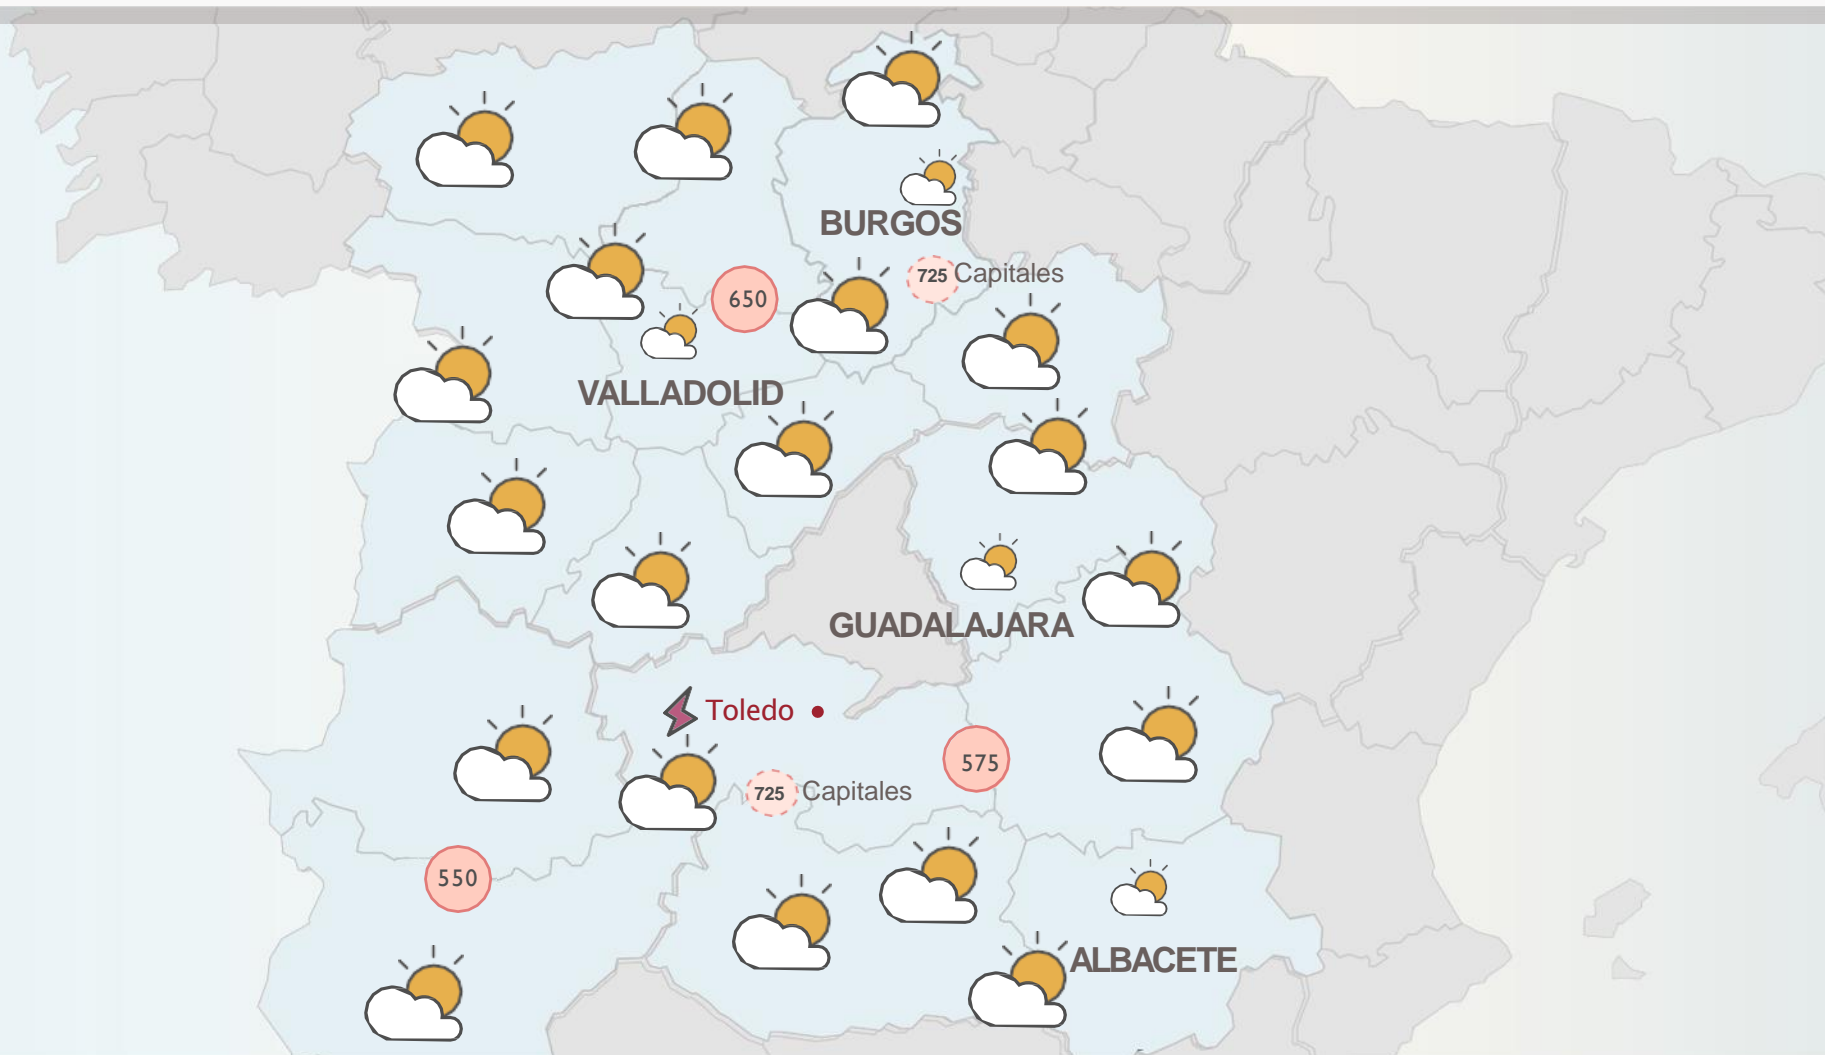 BURGOS
725 Capitales
650
VALLADOLID
GUADALAJARA
Toledo
575
725 Capitales
550
ALBACETE